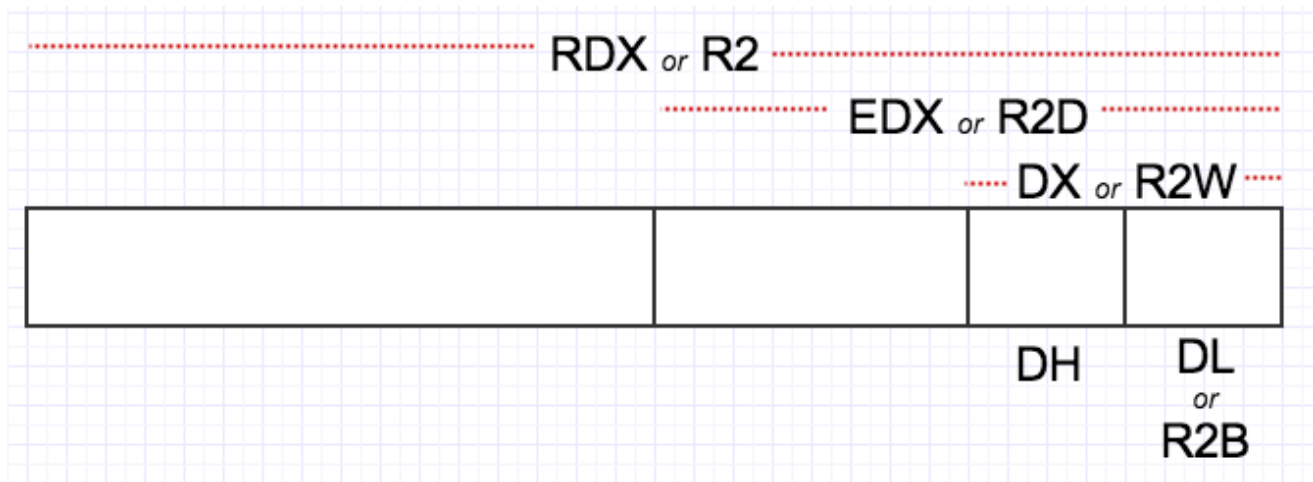 RDX or R2
EDX or R2D
DX or R2W
DH
DL
or
R2B